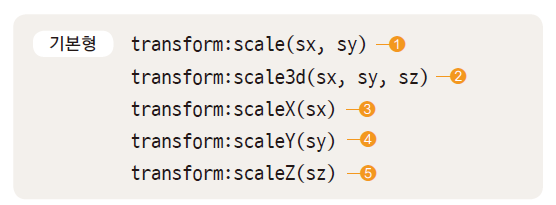 기본형 transform:scale(sx, sy) ①
transform:scale3d(sx, sy, sz) ②
transform:scaleX(sx) ③
transform:scaleY(sy) ④
transform:scaleZ(sz) ⑤